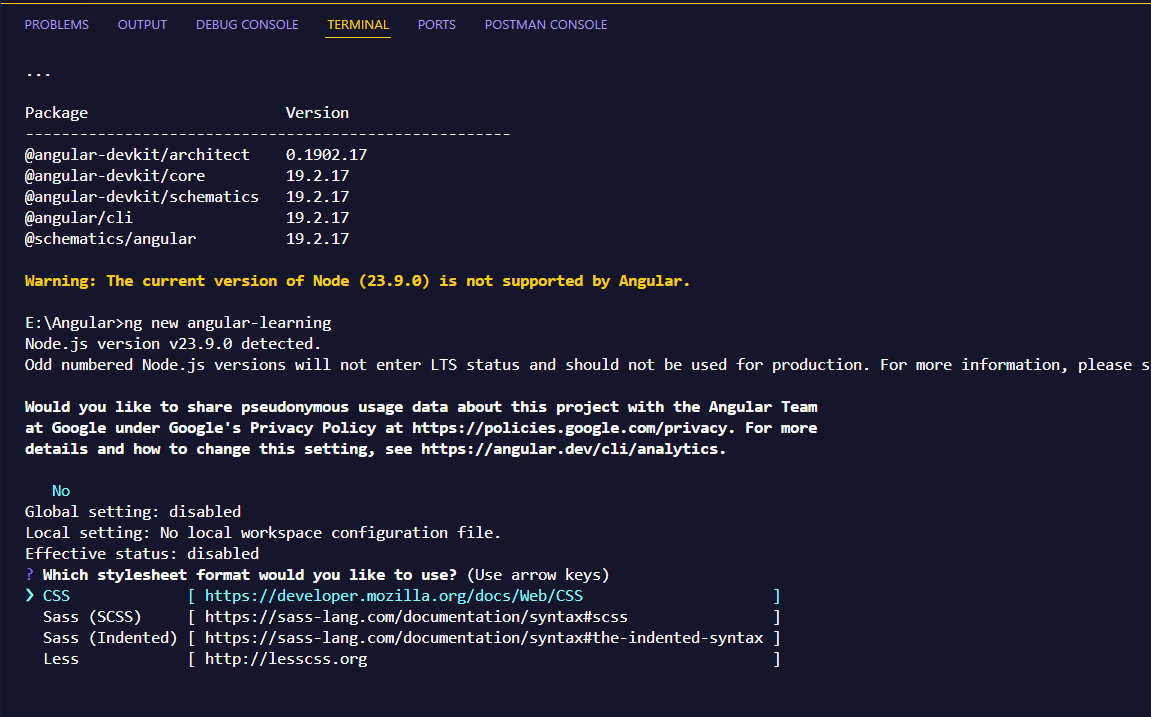 PROBLEMS OUTPUT DEBUG CONSOLE TERMINAL PORTS POSTMAN CONSOLE
...
Package Version
------------------------------------------------------
@angular-devkit/architect 0.1902.17
@angular-devkit/core 19.2.17
@angular-devkit/schematics 19.2.17
@angular/cli 19.2.17
@schematics/angular 19.2.17
Warning: The current version of Node (23.9.0) is not supported by Angular.
E:\Angular>ng new angular-learning
Node.js version v23.9.0 detected.
Odd numbered Node.js versions will not enter LTS status and should not be used for production. For more information, please s
Would you like to share pseudonymous usage data about this project with the Angular Team
at Google under Google's Privacy Policy at https://policies.google.com/privacy. For more
details and how to change this setting, see https://angular.dev/cli/analytics.
No
Global setting: disabled
Local setting: No local workspace configuration file.
Effective status: disabled
? Which stylesheet format would you like to use? (Use arrow keys)
❯ CSS [ https://developer.mozilla.org/docs/Web/CSS ]
Sass (SCSS) [ https://sass-lang.com/documentation/syntax#scss ]
Sass (Indented) [ https://sass-lang.com/documentation/syntax#the-indented-syntax ]
Less [ http://lesscss.org ]